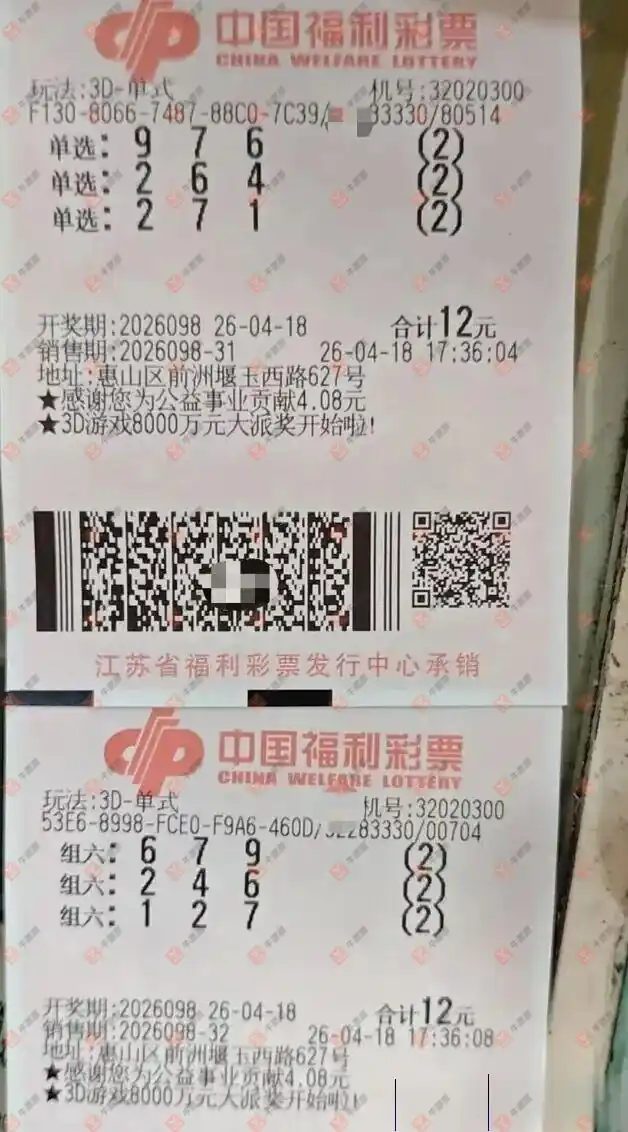 中国福利彩票
CHINA WELFARE LOTTERY
玩法:3D-单式 机号:32020300
F130-8066-7487-88C0-7C39/ 83330/80514
单选: 9 7 6 (2)
单选: 2 6 4 (2)
单选: 2 7 1 (2)
开奖期:2026098 26-04-18 合计12元
销售期:2026098-31 26-04-18 17:36:04
地址:惠山区前洲堰玉西路627号
★感谢您为公益事业贡献4.08元
★3D游戏8000万元大派奖开始啦!
江苏省福利彩票发行中心承销
中国福利彩票
CHINA WELFARE LOTTERY
玩法:3D-单式 机号:32020300
53E6-8998-FCE0-F9A6-460D/ 83330/00704
组六: 6 7 9 (2)
组六: 2 4 6 (2)
组六: 1 2 7 (2)
开奖期:2026098 26-04-18 合计12元
销售期:2026098-32 26-04-18 17:36:08
地址:惠山区前洲堰玉西路627号
★感谢您为公益事业贡献4.08元
★3D游戏8000万元大派奖开始啦!